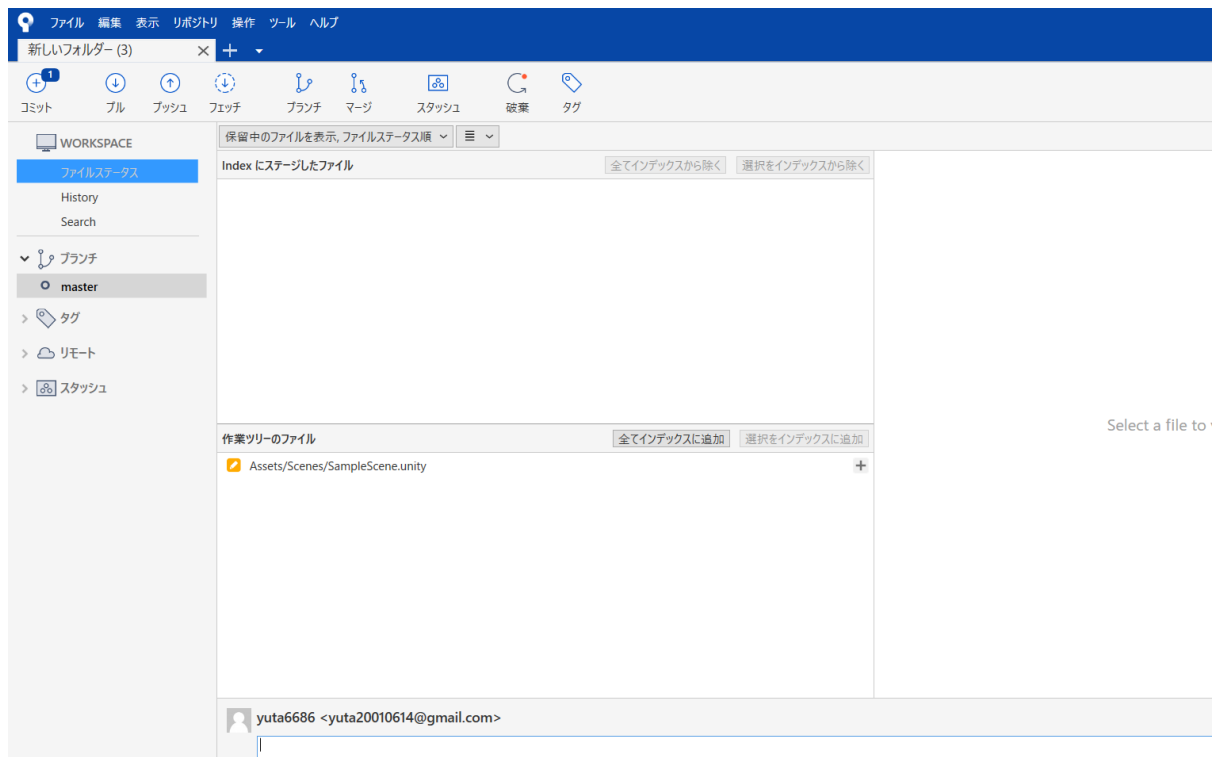 ファイル 編集 表示 リポジトリ 操作 ツール ヘルプ
新しいフォルダー (3)
1
コミット プル プッシュ フェッチ ブランチ マージ スタッシュ 破棄 タグ
WORKSPACE
ファイルステータス
History
Search
ブランチ
master
タグ
リモート
スタッシュ
保留中のファイルを表示, ファイルステータス順
Index にステージしたファイル 全てインデックスから除く 選択をインデックスから除く
作業ツリーのファイル 全てインデックスに追加 選択をインデックスに追加
Assets/Scenes/SampleScene.unity
Select a file to
yuta6686 <yuta20010614@gmail.com>